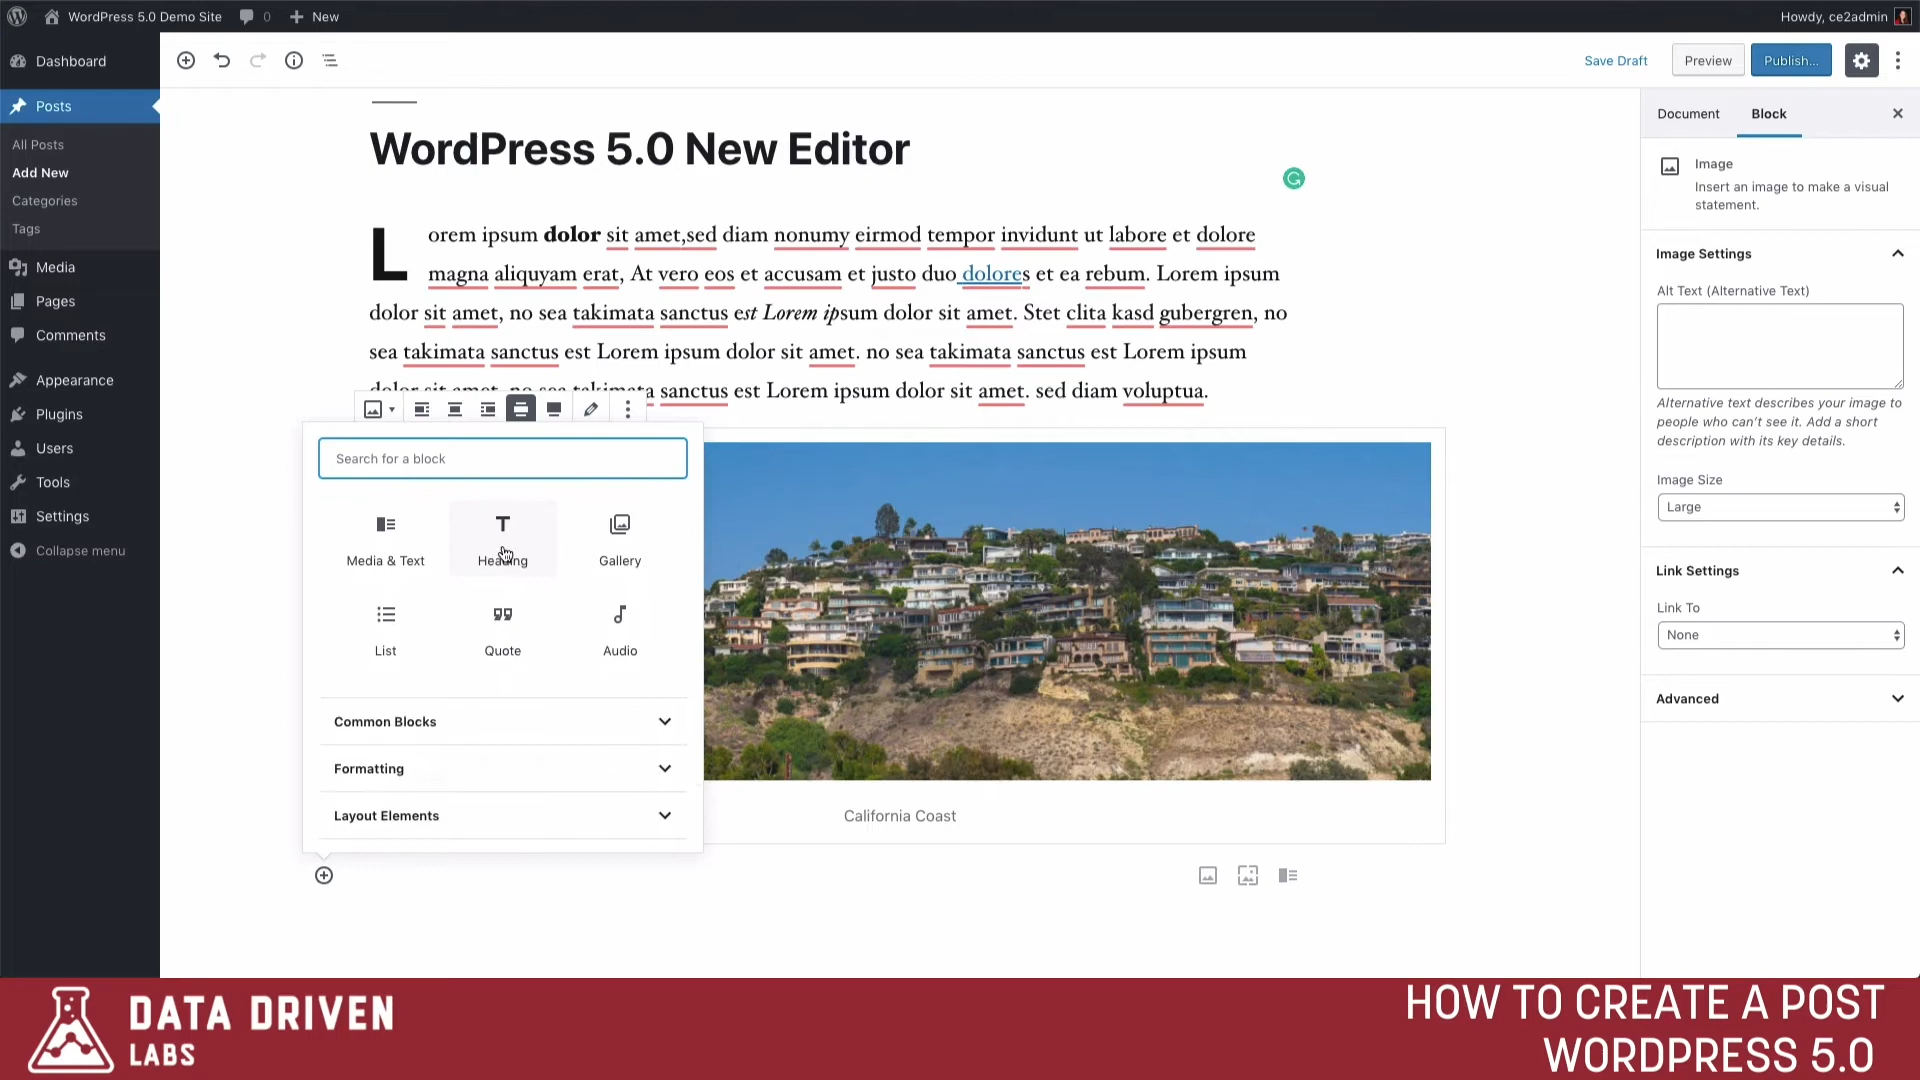 WordPress 5.0 Demo Site
0
New
Howdy, ce2admin
Dashboard
Posts
All Posts
Add New
Categories
Tags
Media
Pages
Comments
Appearance
Plugins
Users
Tools
Settings
Collapse menu
Save Draft
Preview
Publish...
WordPress 5.0 New Editor
Lorem ipsum dolor sit amet,sed diam nonumy eirmod tempor invidunt ut labore et dolore
magna aliquyam erat, At vero eos et accusam et justo duo dolores et ea rebum. Lorem ipsum
dolor sit amet, no sea takimata sanctus est Lorem ipsum dolor sit amet. Stet clita kasd gubergren, no
sea takimata sanctus est Lorem ipsum dolor sit amet. no sea takimata sanctus est Lorem ipsum
dolor sit amet, no sea takimata sanctus est Lorem ipsum dolor sit amet. sed diam voluptua.
Search for a block
Media & Text
Heading
Gallery
List
Quote
Audio
Common Blocks
Formatting
Layout Elements
California Coast
Document
Block
Image
Insert an image to make a visual
statement.
Image Settings
Alt Text (Alternative Text)
Alternative text describes your image to
people who can't see it. Add a short
description with its key details.
Image Size
Large
Link Settings
Link To
None
Advanced
DATA DRIVEN
LABS
HOW TO CREATE A POST
WORDPRESS 5.0